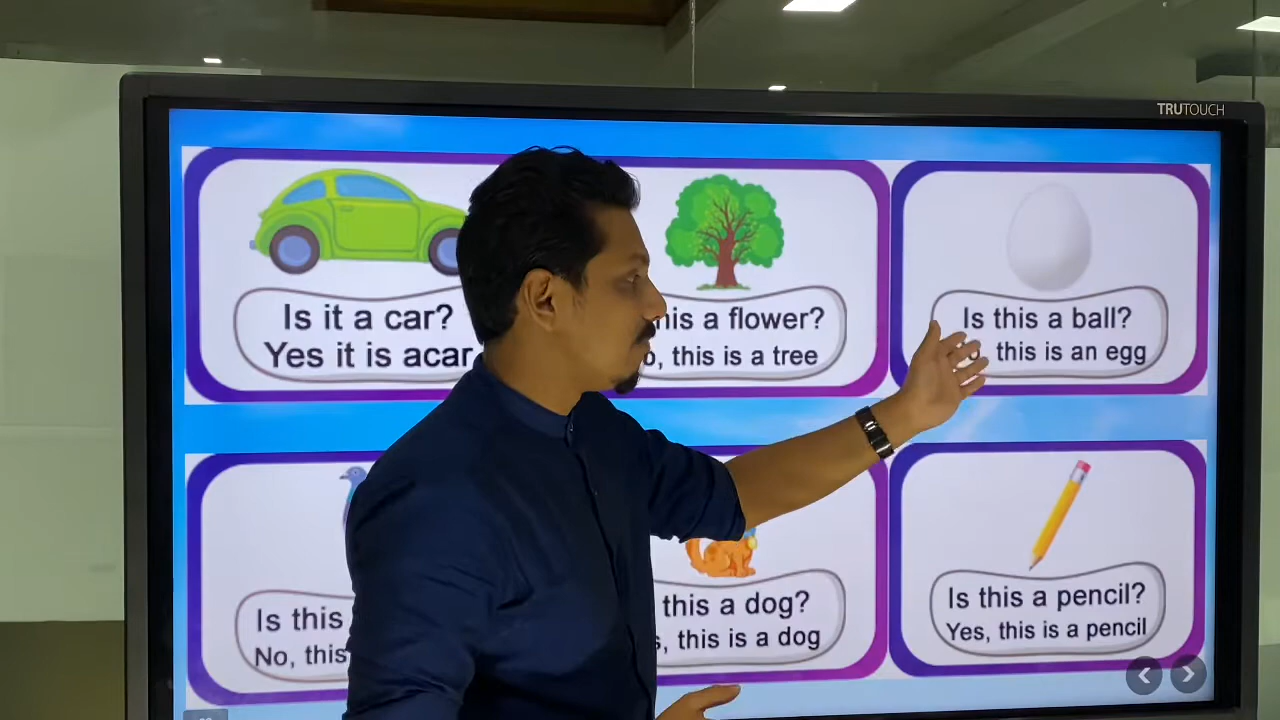 TRUTOUCH
Is it a car?
Yes it is acar
his a flower?
, this is a tree
Is this a ball?
, this is an egg
Is this
No, this
this a dog?
, this is a dog
Is this a pencil?
Yes, this is a pencil